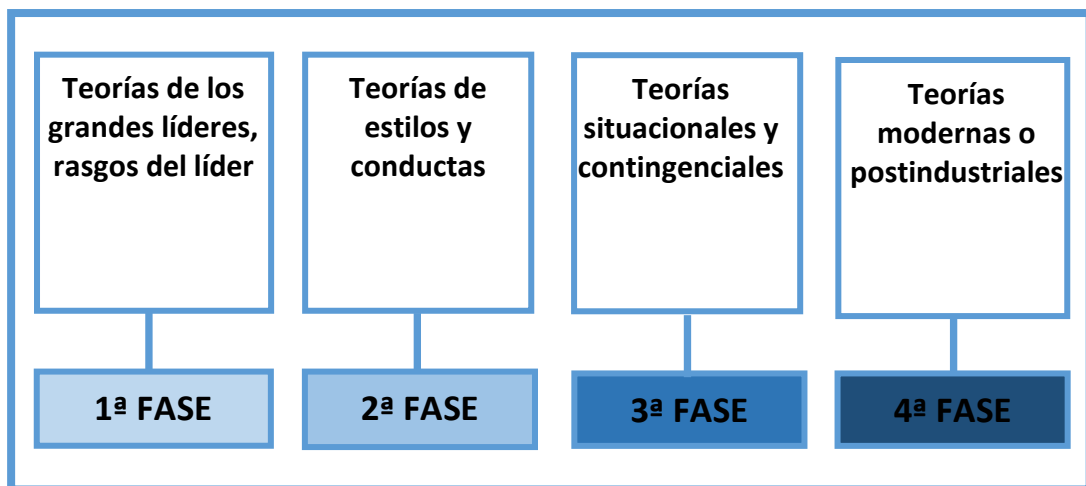 Teorías de los
grandes líderes,
rasgos del líder
Teorías de
estilos y
conductas
Teorías
situacionales y
contingenciales
Teorías
modernas o
postindustriales
1ª FASE
2ª FASE
3ª FASE
4ª FASE